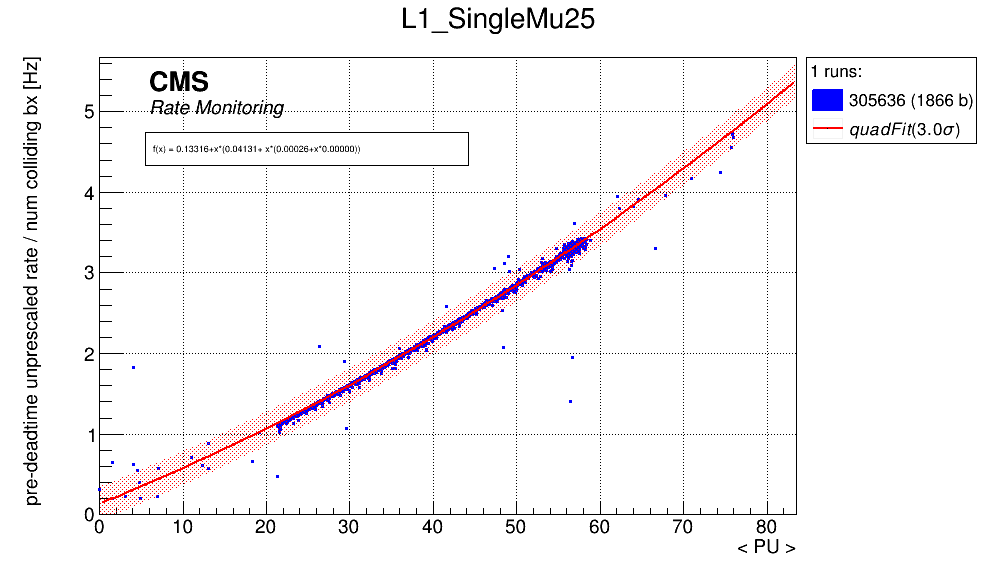 L1_SingleMu25
pre-deadtime unprescaled rate / num colliding bx [Hz]
CMS
Rate Monitoring
f(x) = 0.13316+x*(0.04131+ x*(0.00026+x*0.00000))
1 runs:
305636 (1866 b)
quadFit(3.0σ)
5
4
3
2
1
0
0 10 20 30 40 50 60 70 80
< PU >